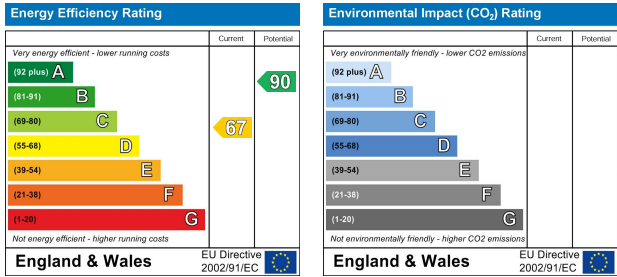 Energy Efficiency Rating
Current Potential
Very energy efficient - lower running costs
(92 plus) A
(81-91) B
(69-80) C
(55-68) D
(39-54) E
(21-38) F
(1-20) G
67
90
Not energy efficient - higher running costs
England & Wales
EU Directive
2002/91/EC
Environmental Impact (CO2) Rating
Current Potential
Very environmentally friendly - lower CO2 emissions
(92 plus) A
(81-91) B
(69-80) C
(55-68) D
(39-54) E
(21-38) F
(1-20) G
Not environmentally friendly - higher CO2 emissions
England & Wales
EU Directive
2002/91/EC